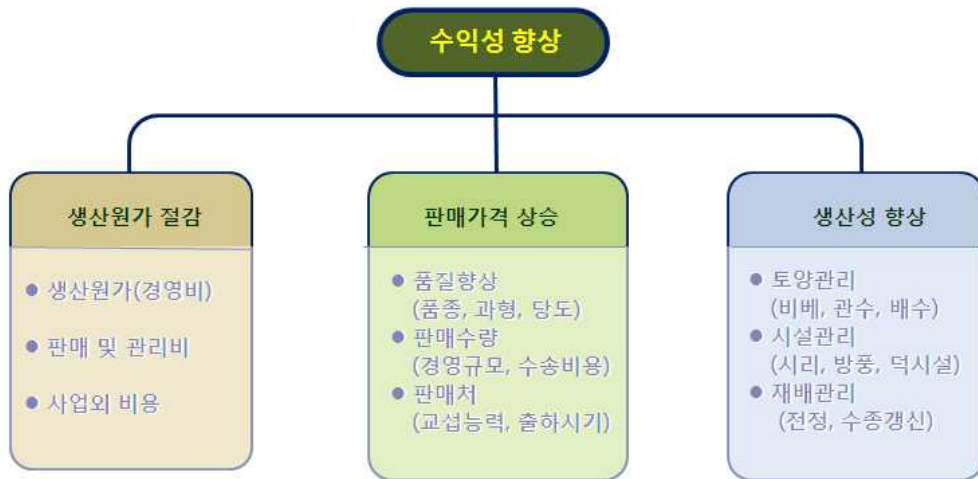 수익성 향상
생산원가 절감
● 생산원가(경영비)
● 판매 및 관리비
● 사업외 비용
판매가격 상승
● 품질향상
(품종, 과형, 당도)
● 판매수량
(경영규모, 수송비용)
● 판매처
(교섭능력, 출하시기)
생산성 향상
● 토양관리
(비베, 관수, 배수)
● 시설관리
(시리, 방풍, 덕시설)
● 재배관리
(전정, 수종갱신)